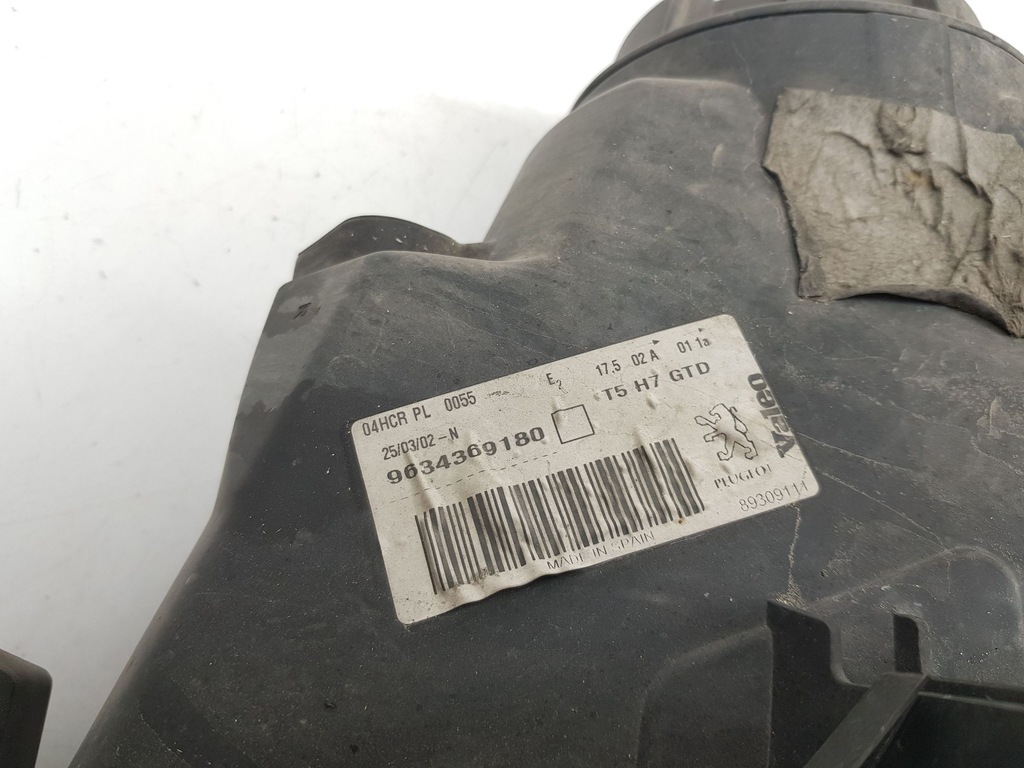 04HCR PL 0055 E2 17.5 02 A 01 1a
25/03/02-N T5 H7 GTD
9634369180
PEUGEOT
Valeo
89309111
MADE IN SPAIN